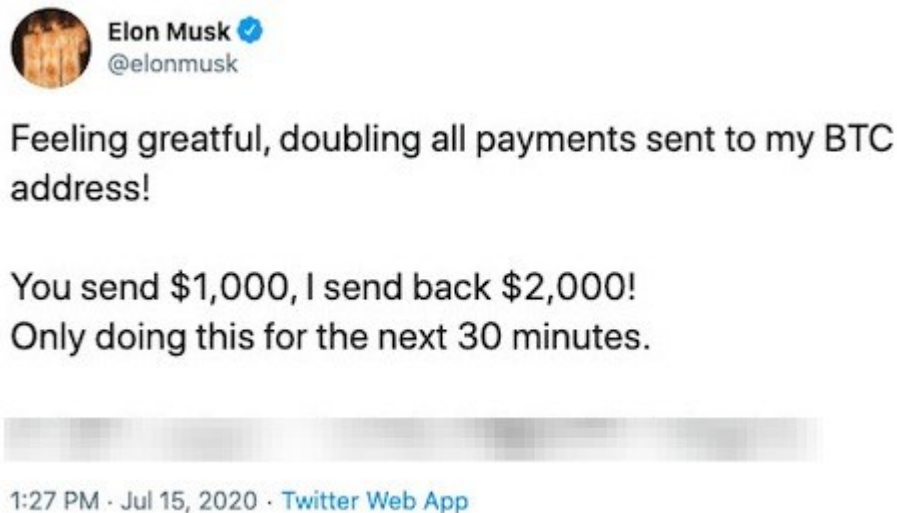 Elon Musk
@elonmusk
Feeling greatful, doubling all payments sent to my BTC
address!
You send $1,000, I send back $2,000!
Only doing this for the next 30 minutes.
1:27 PM · Jul 15, 2020 · Twitter Web App